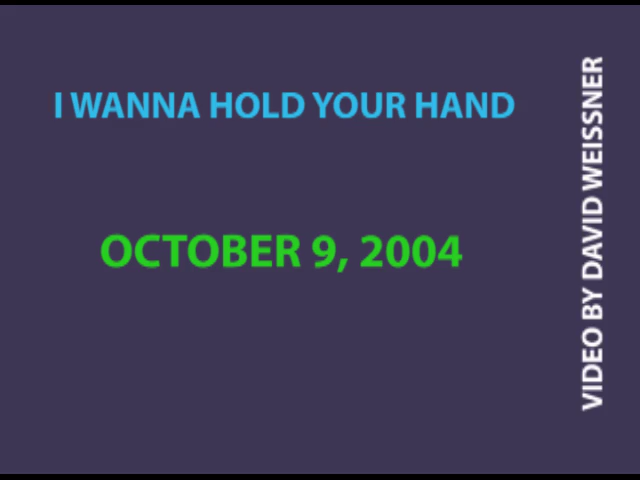 I WANNA HOLD YOUR HAND
OCTOBER 9, 2004
VIDEO BY DAVID WEISSNER